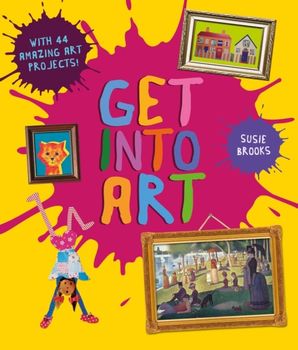 WITH 44
AMAZING ART
PROJECTS!
GET
INTO
ART
SUSIE
BROOKS